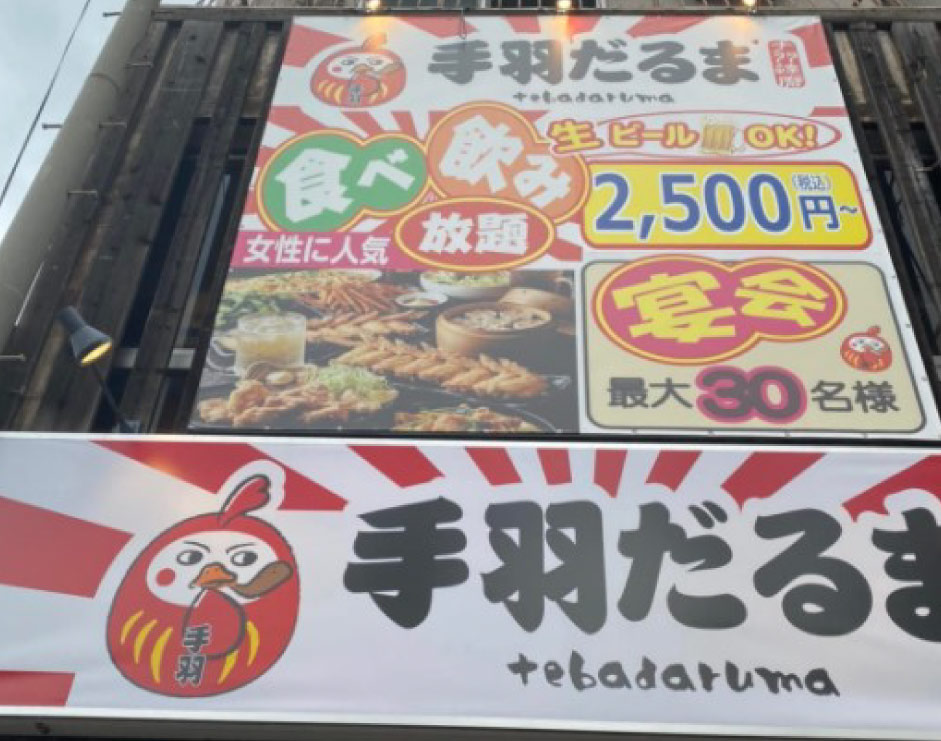 手羽だるま
tebadaruma
生ビールOK!
食べ飲み
放題
2,500円(税込)~
女性に人気
宴会
最大30名様
手羽だるま
tebadaruma
手羽